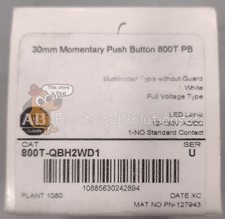 30mm Momentary Push Button 800T PB
Illuminated Type without Guard
White
Full Voltage Type
LED Lamp
12-130V AC/DC
1-NO Standard Contact
AB
CAT
800T-QBH2WD1
SER
U
PLANT 1080
10885630242894
DATE XC
MAT NO PN-127943